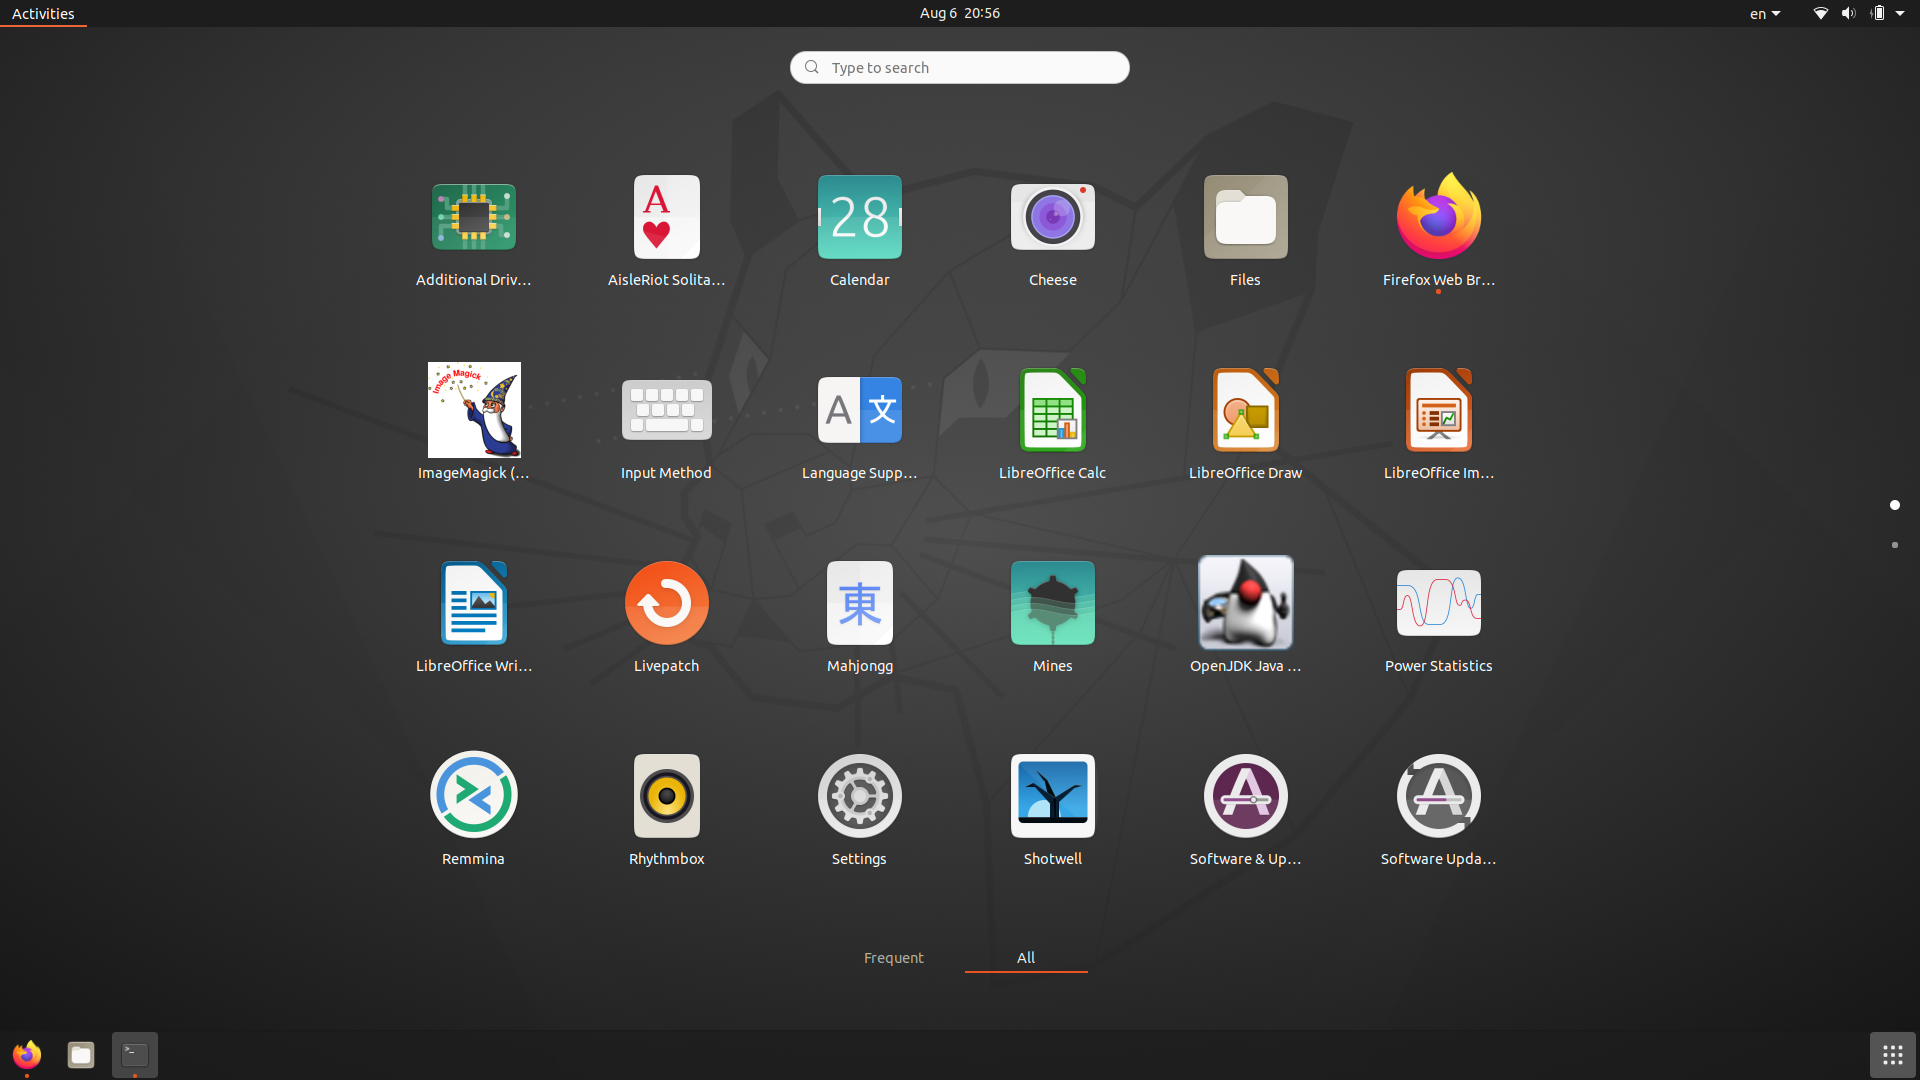 Activities
Aug 6 20:56
en
Type to search
Additional Driv...
A
AisleRiot Solita...
28
Calendar
Cheese
Files
Firefox Web Br...
Image Magick
ImageMagick (...
Input Method
A 文
Language Supp...
LibreOffice Calc
LibreOffice Draw
LibreOffice Im...
LibreOffice Wri...
Livepatch
東
Mahjongg
Mines
OpenJDK Java ...
Power Statistics
Remmina
Rhythmbox
Settings
Shotwell
Software & Up...
Software Upda...
Frequent
All
>_